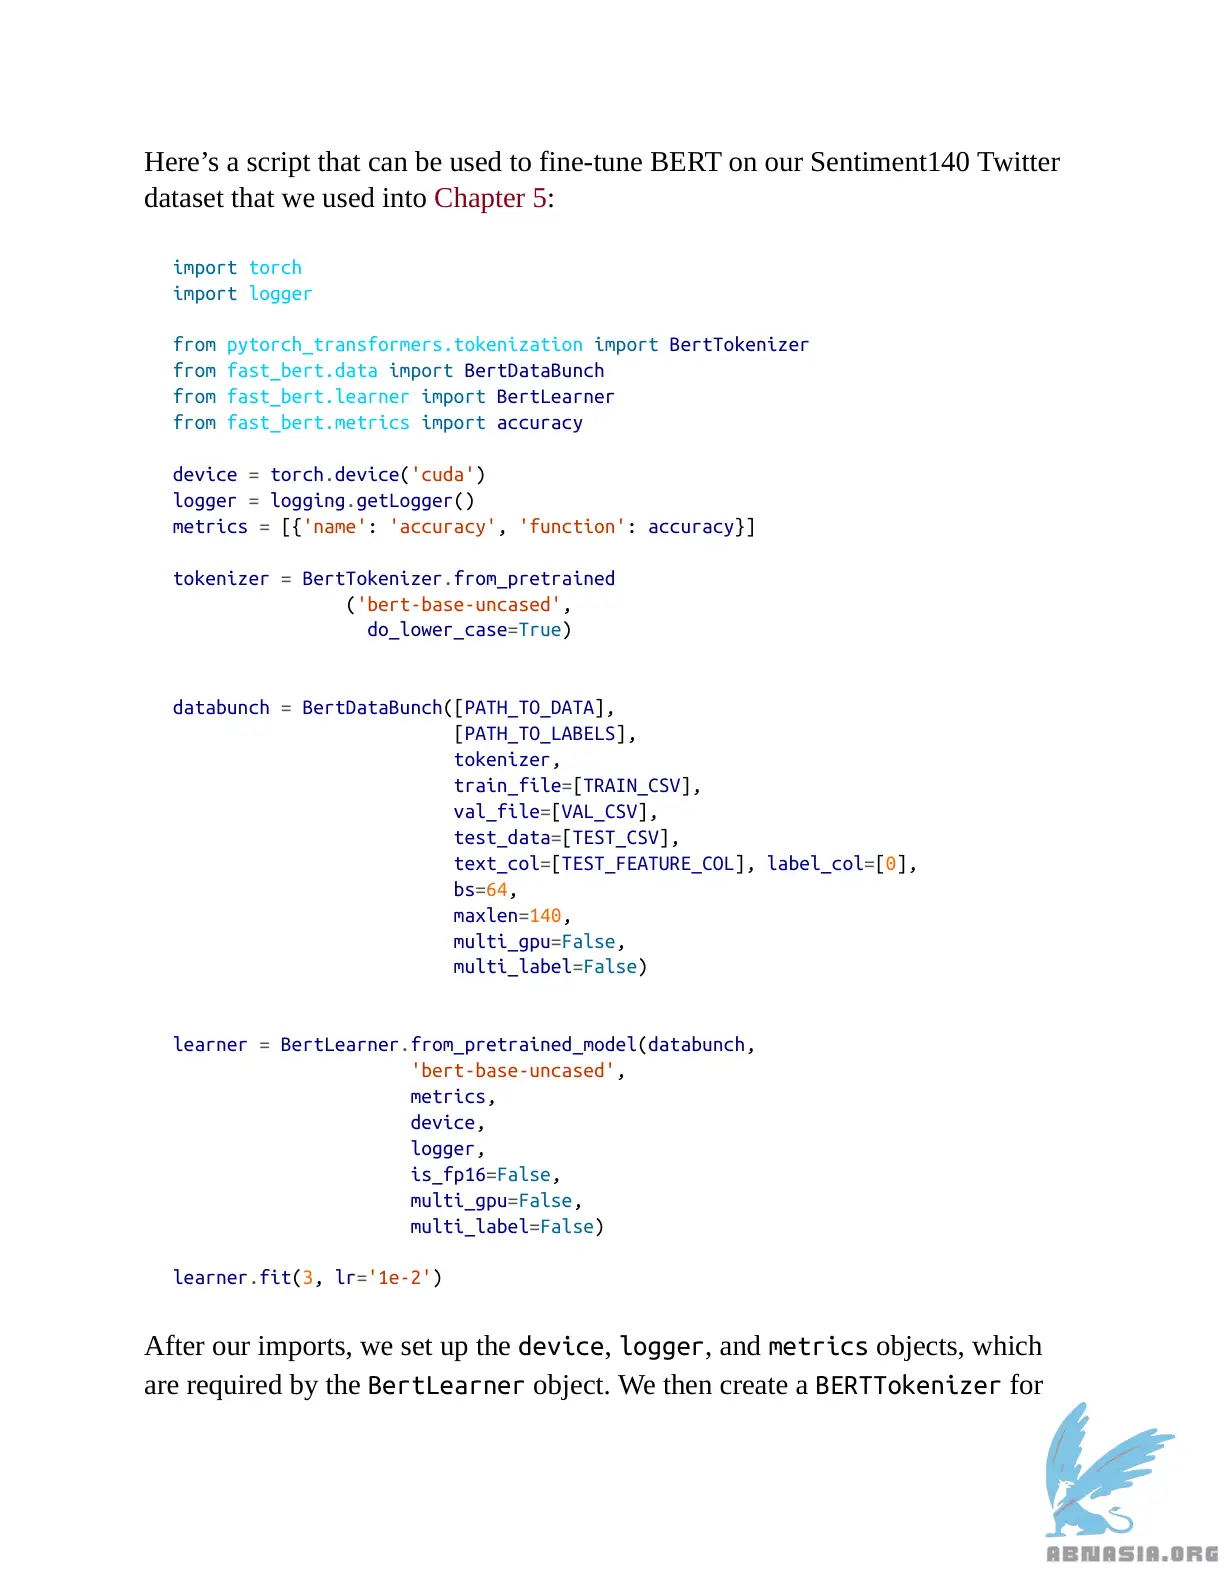 Here’s a script that can be used to fine-tune BERT on our Sentiment140 Twitter
dataset that we used into Chapter 5:
import torch
import logger
from pytorch_transformers.tokenization import BertTokenizer
from fast_bert.data import BertDataBunch
from fast_bert.learner import BertLearner
from fast_bert.metrics import accuracy
device = torch.device('cuda')
logger = logging.getLogger()
metrics = [{'name': 'accuracy', 'function': accuracy}]
tokenizer = BertTokenizer.from_pretrained
('bert-base-uncased',
do_lower_case=True)
databunch = BertDataBunch([PATH_TO_DATA],
[PATH_TO_LABELS],
tokenizer,
train_file=[TRAIN_CSV],
val_file=[VAL_CSV],
test_data=[TEST_CSV],
text_col=[TEST_FEATURE_COL], label_col=[0],
bs=64,
maxlen=140,
multi_gpu=False,
multi_label=False)
learner = BertLearner.from_pretrained_model(databunch,
'bert-base-uncased',
metrics,
device,
logger,
is_fp16=False,
multi_gpu=False,
multi_label=False)
learner.fit(3, lr='1e-2')
After our imports, we set up the device, logger, and metrics objects, which
are required by the BertLearner object. We then create a BERTTokenizer for
ABNASIA.ORG